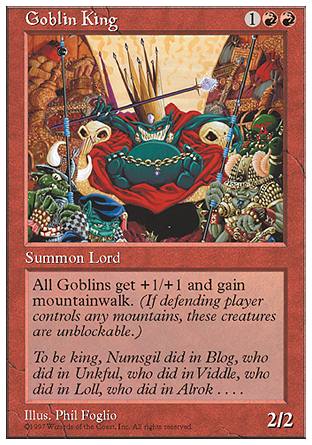 Goblin King 1
Summon Lord
All Goblins get +1/+1 and gain
mountainwalk. (If defending player
controls any mountains, these creatures
are unblockable.)
To be king, Numsgil did in Blog, who
did in Unkful, who did in Viddle, who
did in Loll, who did in Alrok . . . .
Illus. Phil Foglio
©1997 Wizards of the Coast, Inc. All rights reserved.
2/2